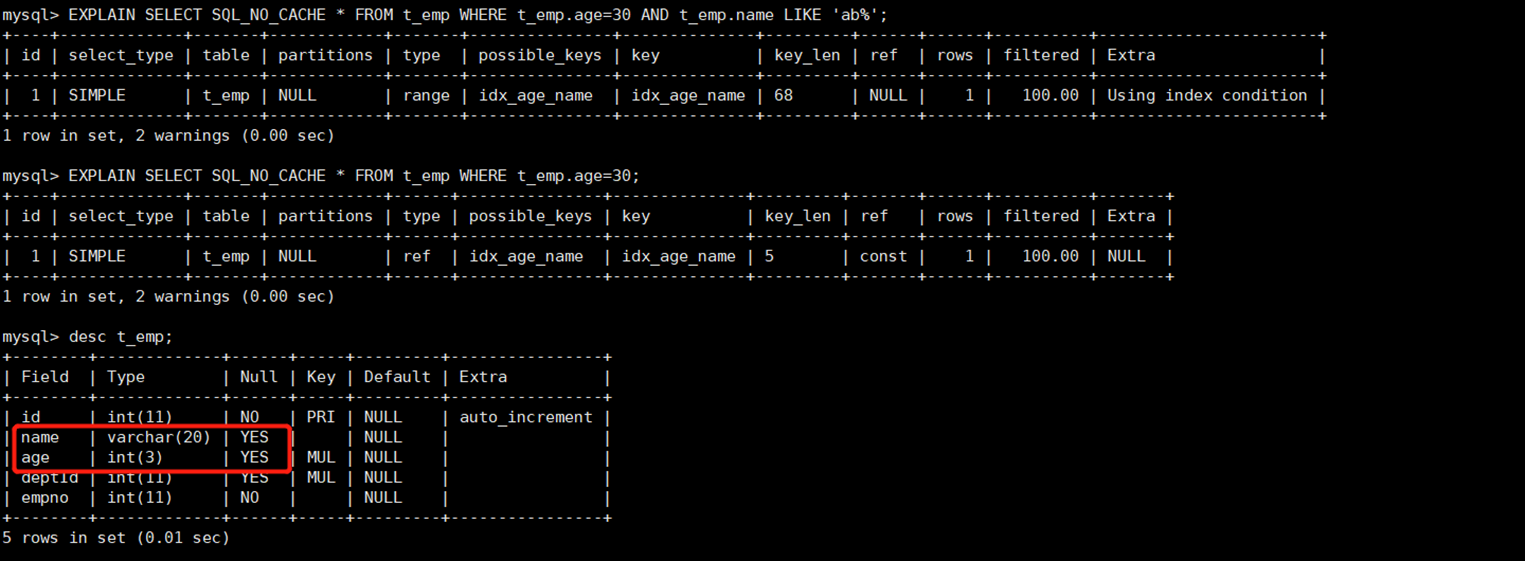 mysql> EXPLAIN SELECT SQL_NO_CACHE * FROM t_emp WHERE t_emp.age=30 AND t_emp.name LIKE 'ab%';
+----+-------------+-------+------------+-------+---------------+--------------+---------+------+------+----------+-----------------------+
| id | select_type | table | partitions | type  | possible_keys | key          | key_len | ref  | rows | filtered | Extra                 |
+----+-------------+-------+------------+-------+---------------+--------------+---------+------+------+----------+-----------------------+
|  1 | SIMPLE      | t_emp | NULL       | range | idx_age_name  | idx_age_name | 68      | NULL |    1 |   100.00 | Using index condition |
+----+-------------+-------+------------+-------+---------------+--------------+---------+------+------+----------+-----------------------+
1 row in set, 2 warnings (0.00 sec)

mysql> EXPLAIN SELECT SQL_NO_CACHE * FROM t_emp WHERE t_emp.age=30;
+----+-------------+-------+------------+------+---------------+--------------+---------+-------+------+----------+-------+
| id | select_type | table | partitions | type | possible_keys | key          | key_len | ref   | rows | filtered | Extra |
+----+-------------+-------+------------+------+---------------+--------------+---------+-------+------+----------+-------+
|  1 | SIMPLE      | t_emp | NULL       | ref  | idx_age_name  | idx_age_name | 5       | const |    1 |   100.00 | NULL  |
+----+-------------+-------+------------+------+---------------+--------------+---------+-------+------+----------+-------+
1 row in set, 2 warnings (0.00 sec)

mysql> desc t_emp;
+--------+-------------+------+-----+---------+----------------+
| Field  | Type        | Null | Key | Default | Extra          |
+--------+-------------+------+-----+---------+----------------+
| id     | int(11)     | NO   | PRI | NULL    | auto_increment |
| name   | varchar(20) | YES  |     | NULL    |                |
| age    | int(3)      | YES  | MUL | NULL    |                |
| deptId | int(11)     | YES  | MUL | NULL    |                |
| empno  | int(11)     | NO   |     | NULL    |                |
+--------+-------------+------+-----+---------+----------------+
5 rows in set (0.01 sec)